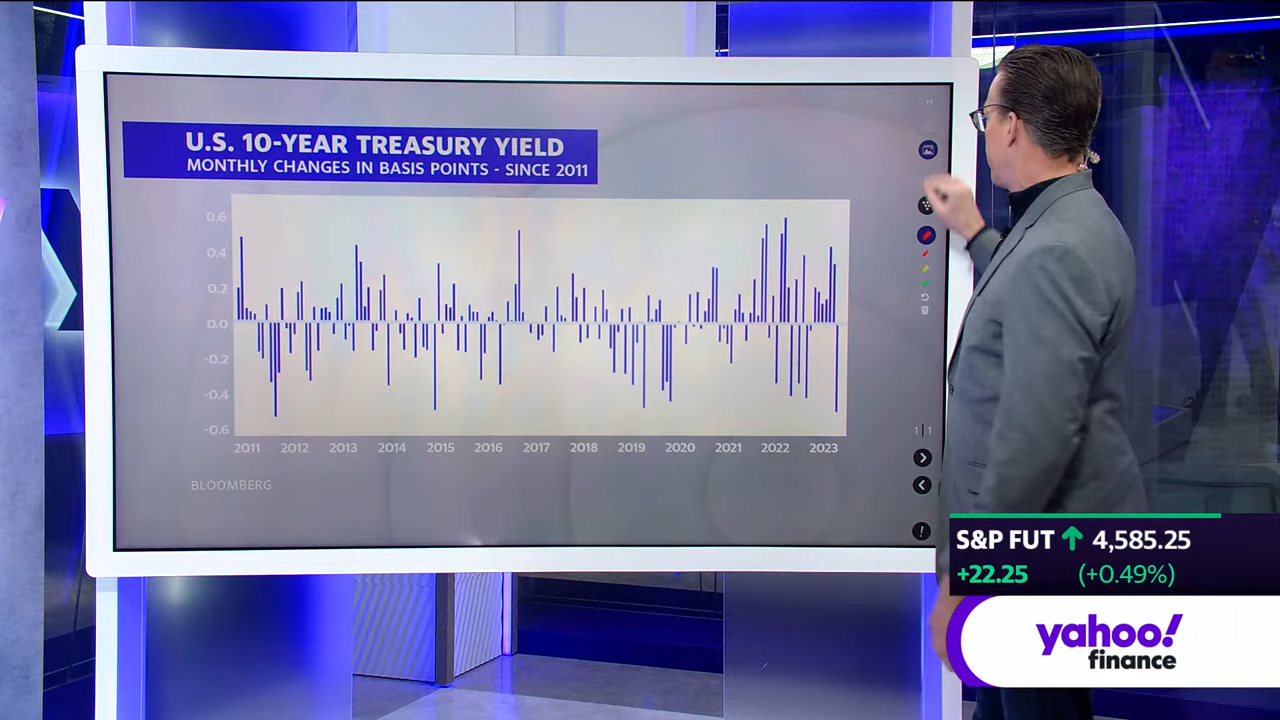 U.S. 10-YEAR TREASURY YIELD
MONTHLY CHANGES IN BASIS POINTS - SINCE 2011
0.6
0.4
0.2
0.0
-0.2
-0.4
-0.6
2011 2012 2013 2014 2015 2016 2017 2018 2019 2020 2021 2022 2023
BLOOMBERG
1 | 1
S&P FUT 4,585.25
+22.25 (+0.49%)
yahoo!
finance